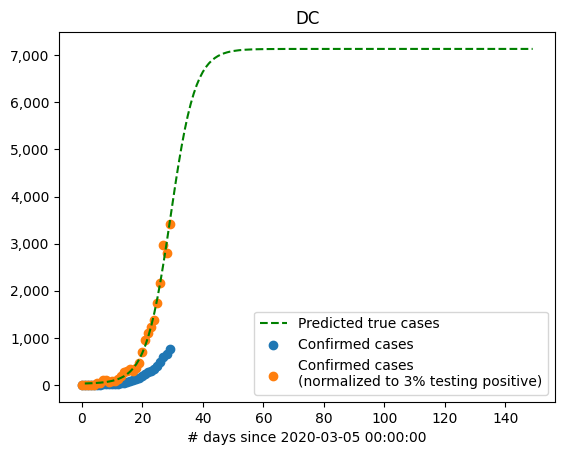 DC
7,000
6,000
5,000
4,000
3,000
2,000
1,000
0
Predicted true cases
Confirmed cases
Confirmed cases
(normalized to 3% testing positive)
0 20 40 60 80 100 120 140
# days since 2020-03-05 00:00:00